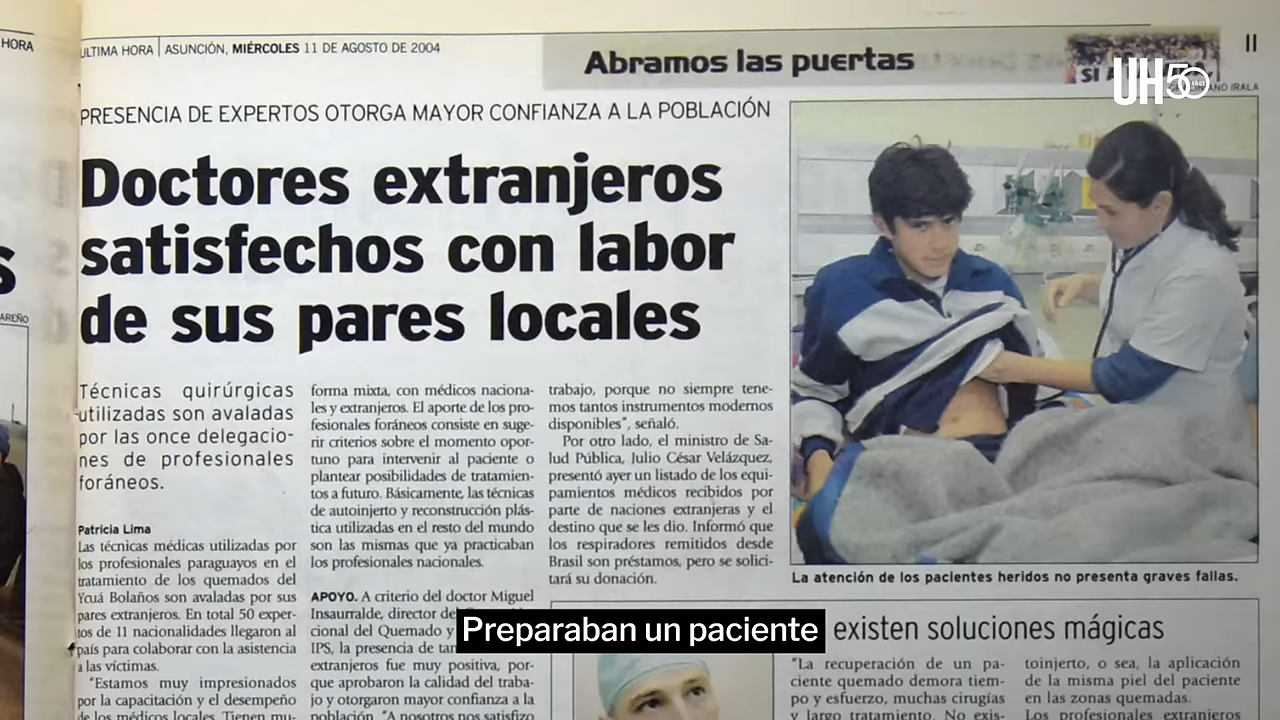 HORA
ULTIMA HORA | ASUNCIÓN, MIÉRCOLES 11 DE AGOSTO DE 2004
Abramos las puertas
II
SI
UH50
AÑOS
IRALA
PRESENCIA DE EXPERTOS OTORGA MAYOR CONFIANZA A LA POBLACIÓN
Doctores extranjeros
satisfechos con labor
de sus pares locales
AREÑO
Técnicas quirúrgicas
utilizadas son avaladas
por las once delegacio-
nes de profesionales
foráneos.
Patricia Lima
Las técnicas médicas utilizadas por
los profesionales paraguayos en el
tratamiento de los quemados del
Ycuá Bolaños son avaladas por sus
pares extranjeros. En total 50 exper-
tos de 11 nacionalidades llegaron al
país para colaborar con la asistencia
a las víctimas.
"Estamos muy impresionados
por la capacitación y el desempeño
de los médicos locales. Tienen mu-
forma mixta, con médicos naciona-
les y extranjeros. El aporte de los pro-
fesionales foráneos consiste en suge-
rir criterios sobre el momento opor-
tuno para intervenir al paciente o
plantear posibilidades de tratamien-
tos a futuro. Básicamente, las técnicas
de autoinjerto y reconstrucción plás-
tica utilizadas en el resto del mundo
son las mismas que ya practicaban
los profesionales nacionales.
APOYO. A criterio del doctor Miguel
Insaurralde, director del
cional del Quemado y
IPS, la presencia de
extranjeros fue muy positiva, por-
que aprobaron la calidad del traba-
jo y otorgaron mayor confianza a la
población. "A nosotros nos satisfizo
trabajo, porque no siempre tene-
mos tantos instrumentos modernos
disponibles", señaló.
Por otro lado, el ministro de Sa-
lud Pública, Julio César Velázquez,
presentó ayer un listado de los equi-
pamientos médicos recibidos por
parte de naciones extranjeras y el
destino que se les dio. Informó que
los respiradores remitidos desde
Brasil son préstamos, pero se solici-
tará su donación.
La atención de los pacientes heridos no presenta graves fallas.
Preparaban un paciente
existen soluciones mágicas
"La recuperación de un pa-
ciente quemado demora tiem-
po y esfuerzo, muchas cirugías
y largo tratamiento. No exis-
toinjerto, o sea, la aplicación
de la misma piel del paciente
en las zonas quemadas.
Los profesionales extranjeros